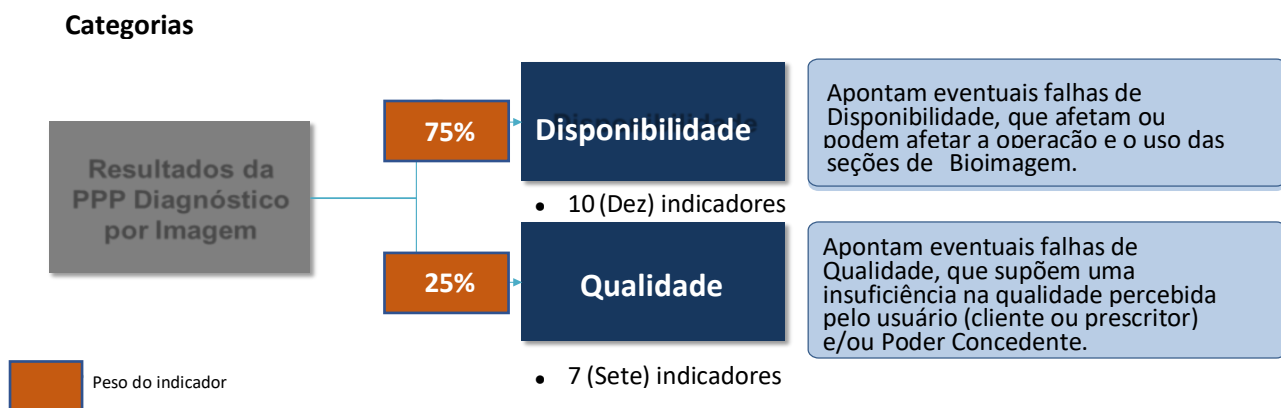 Categorias
Resultados da
PPP Diagnóstico
por Imagem
75%
Disponibilidade
Apontam eventuais falhas de
Disponibilidade, que afetam ou
podem afetar a operação e o uso das
seções de Bioimagem.
• 10 (Dez) indicadores
25%
Qualidade
Apontam eventuais falhas de
Qualidade, que supõem uma
insuficiência na qualidade percebida
pelo usuário (cliente ou prescritor)
e/ou Poder Concedente.
• 7 (Sete) indicadores
Peso do indicador